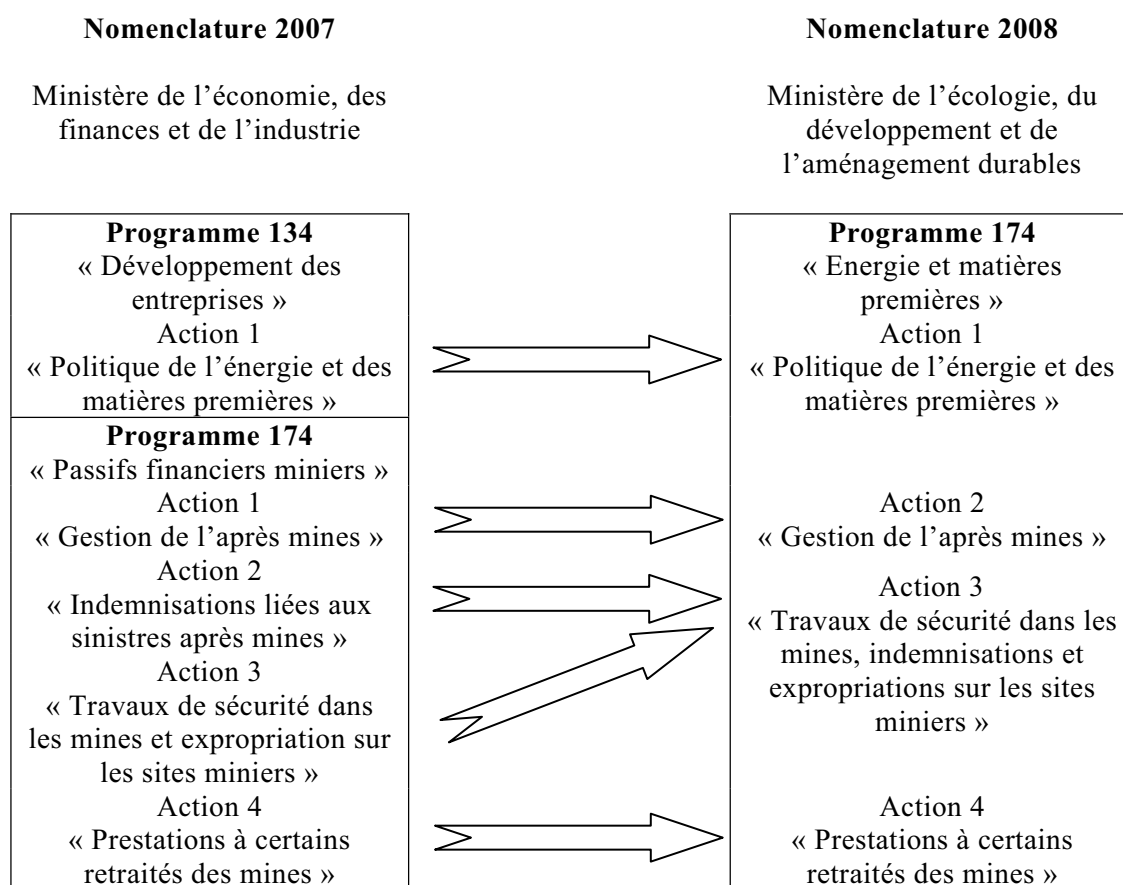 Nomenclature 2007
Ministère de l’économie, des
finances et de l’industrie
Programme 134
« Développement des
entreprises »
Action 1
« Politique de l’énergie et des
matières premières »
Programme 174
« Passifs financiers miniers »
Action 1
« Gestion de l’après mines »
Action 2
« Indemnisations liées aux
sinistres après mines »
Action 3
« Travaux de sécurité dans
les mines et expropriation sur
les sites miniers »
Action 4
« Prestations à certains
retraités des mines »
Nomenclature 2008
Ministère de l’écologie, du
développement et de
l’aménagement durables
Programme 174
« Energie et matières
premières »
Action 1
« Politique de l’énergie et des
matières premières »
Action 2
« Gestion de l’après mines »
Action 3
« Travaux de sécurité dans les
mines, indemnisations et
expropriations sur les sites
miniers »
Action 4
« Prestations à certains
retraités des mines »